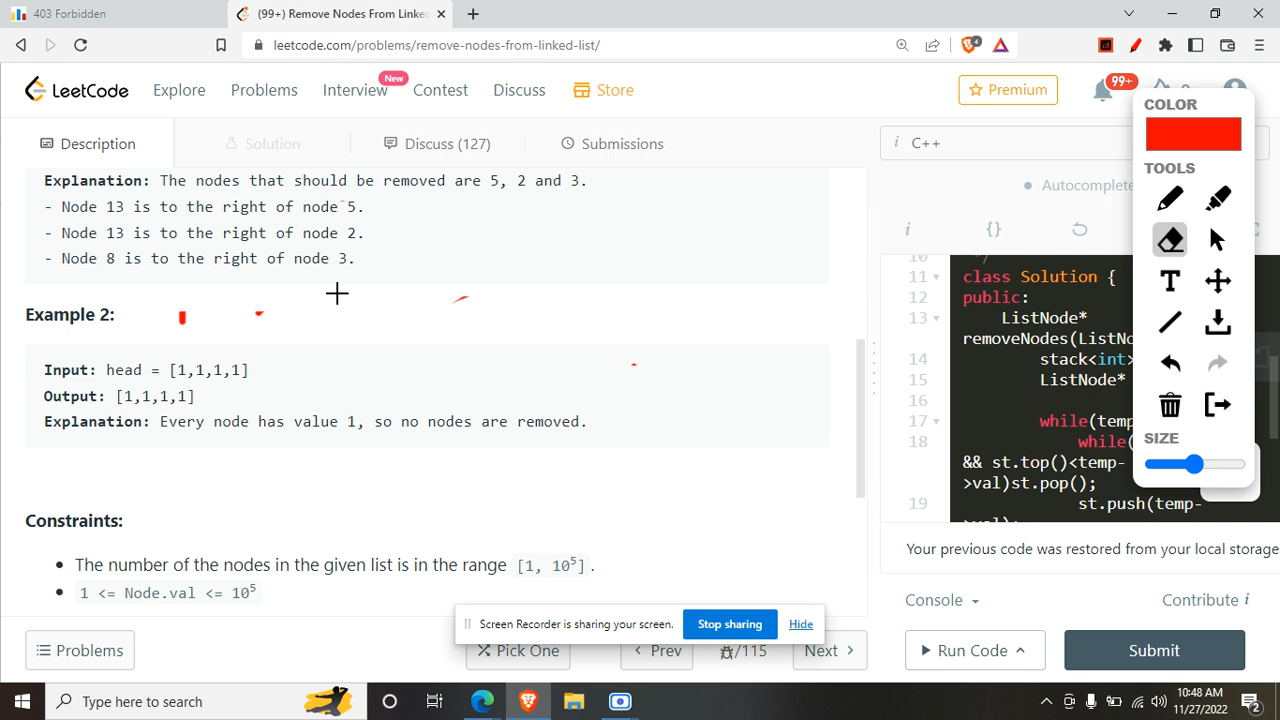 403 Forbidden
(99+) Remove Nodes From Linke
leetcode.com/problems/remove-nodes-from-linked-list/
4
LeetCode
Explore
Problems
Interview
New
Contest
Discuss
Store
Premium
99+
Description
Solution
Discuss (127)
Submissions
i C++
Autocomplete
i {}
Explanation: The nodes that should be removed are 5, 2 and 3.
- Node 13 is to the right of node 5.
- Node 13 is to the right of node 2.
- Node 8 is to the right of node 3.
Example 2:
Input: head = [1,1,1,1]
Output: [1,1,1,1]
Explanation: Every node has value 1, so no nodes are removed.
Constraints:
The number of the nodes in the given list is in the range [1, 10⁵].
1 <= Node.val <= 10⁵
10 */
11 class Solution {
12 public:
13 ListNode*
removeNodes(ListNo
14 stack<int>
15 ListNode*
16
17 while(temp
18 while(
&& st.top()<temp-
>val)st.pop();
19 st.push(temp-
>val);
COLOR
TOOLS
T
SIZE
Your previous code was restored from your local storage
Console
Contribute i
Screen Recorder is sharing your screen.
Stop sharing
Hide
Problems
Pick One
Prev
/115
Next
Run Code
Submit
Type here to search
10:48 AM
11/27/2022
2